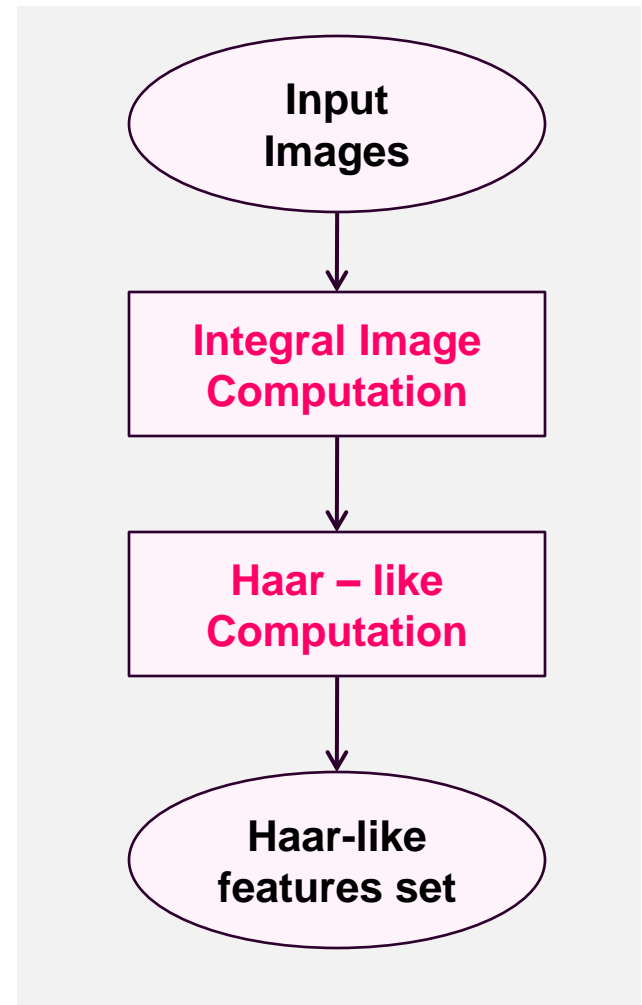 Input
Images
Integral Image
Computation
Haar – like
Computation
Haar-like
features set